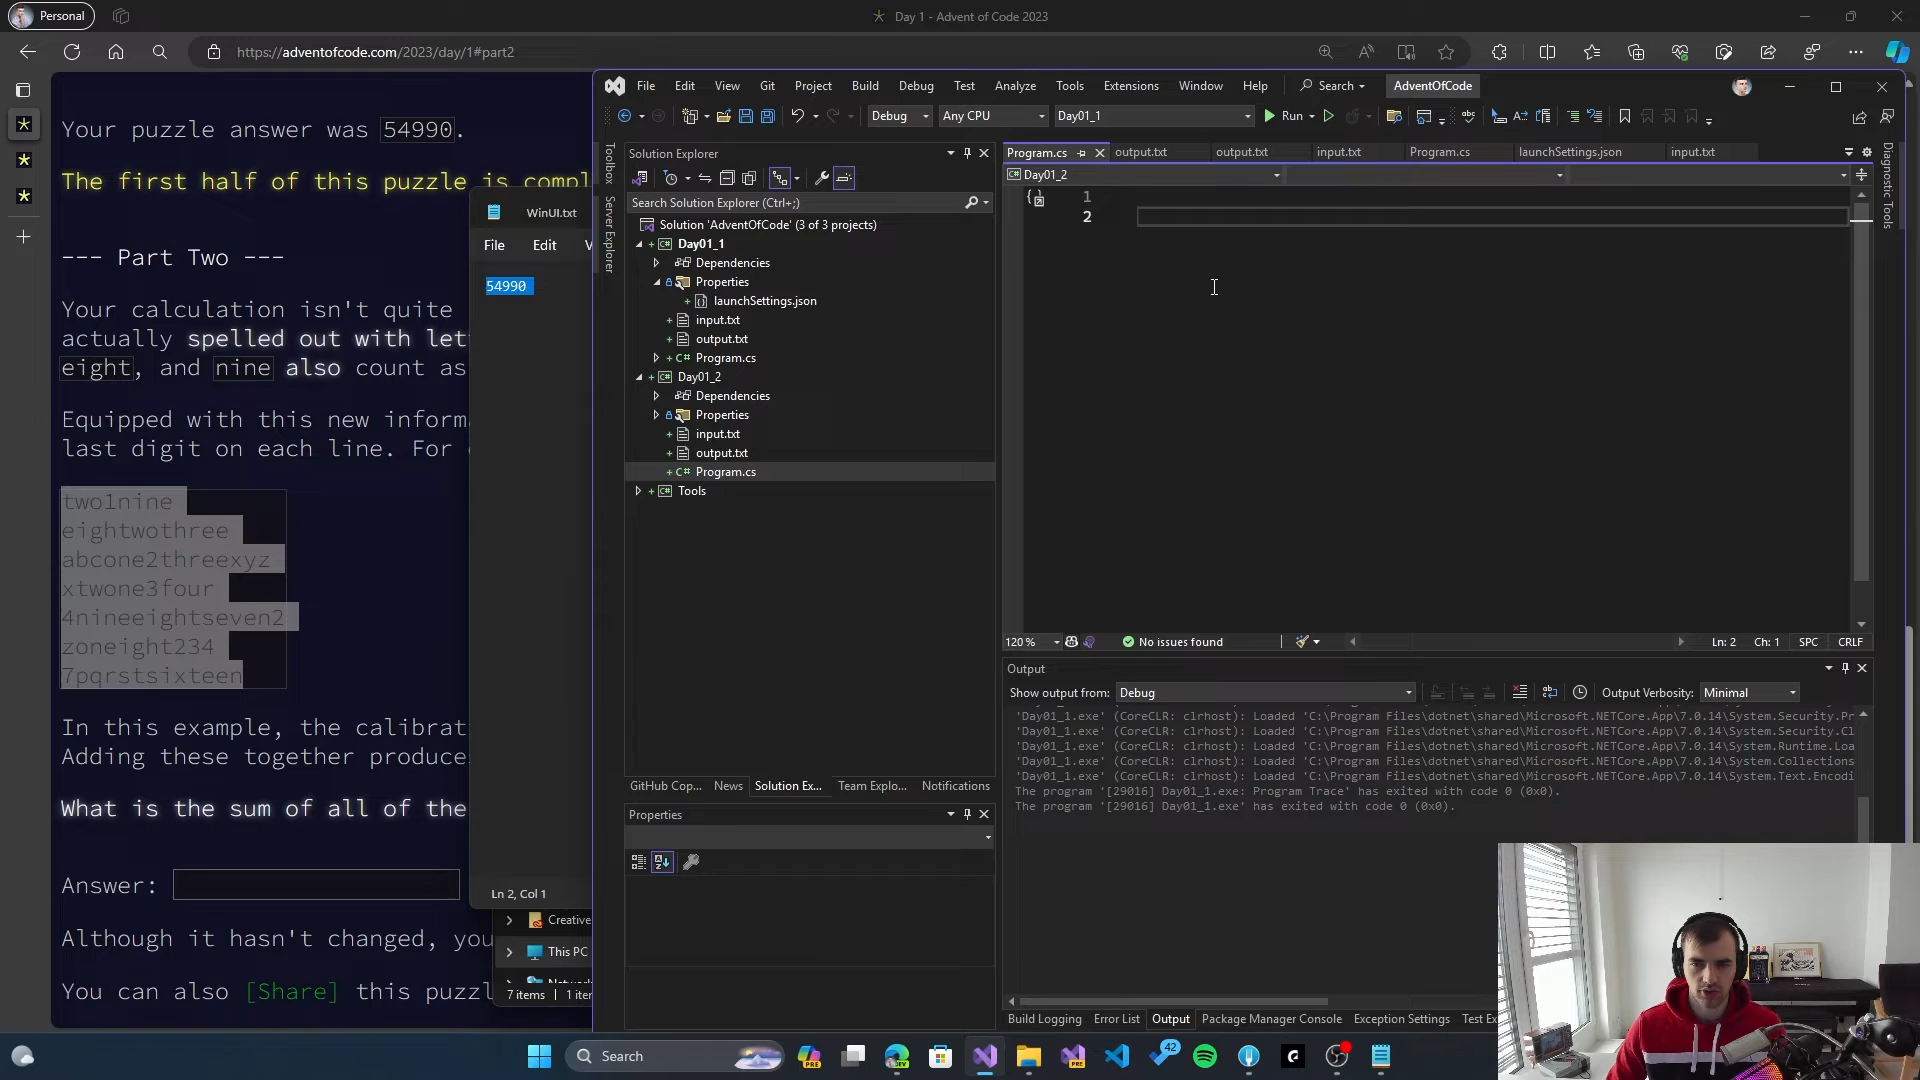 Personal
Day 1 - Advent of Code 2023
https://adventofcode.com/2023/day/1#part2
Your puzzle answer was 54990.
The first half of this puzzle is compl
--- Part Two ---
Your calculation isn't quite
actually spelled out with let
eight, and nine also count as
Equipped with this new informa
last digit on each line. For
two1nine
eightwothree
abcone2threexyz
xtwone3four
4nineeightseven2
zoneight234
7pqrstsixteen
In this example, the calibrat
Adding these together produce
What is the sum of all of the
Answer:
Although it hasn't changed, you
You can also [Share] this puzzl
WinUI.txt
File Edit V
54990
Ln 2, Col 1
Creative
This PC
7 items 1 iter
File Edit View Git Project Build Debug Test Analyze Tools Extensions Window Help Search AdventOfCode
Debug Any CPU Day01_1 Run
Toolbox
Server Explorer
Solution Explorer
Search Solution Explorer (Ctrl+;)
Solution 'AdventOfCode' (3 of 3 projects)
Day01_1
Dependencies
Properties
launchSettings.json
input.txt
output.txt
C# Program.cs
Day01_2
Dependencies
Properties
input.txt
output.txt
C# Program.cs
Tools
GitHub Cop... News Solution Ex... Team Explo... Notifications
Properties
Program.cs output.txt output.txt input.txt Program.cs launchSettings.json input.txt
Day01_2
1
2
Diagnostic Tools
120 % No issues found Ln: 2 Ch: 1 SPC CRLF
Output
Show output from: Debug Output Verbosity: Minimal
'Day01_1.exe' (CoreCLR: clrhost): Loaded 'C:\Program Files\dotnet\shared\Microsoft.NETCore.App\7.0.14\System.Security.Pr
'Day01_1.exe' (CoreCLR: clrhost): Loaded 'C:\Program Files\dotnet\shared\Microsoft.NETCore.App\7.0.14\System.Security.Cl
'Day01_1.exe' (CoreCLR: clrhost): Loaded 'C:\Program Files\dotnet\shared\Microsoft.NETCore.App\7.0.14\System.Runtime.Loa
'Day01_1.exe' (CoreCLR: clrhost): Loaded 'C:\Program Files\dotnet\shared\Microsoft.NETCore.App\7.0.14\System.Collections
'Day01_1.exe' (CoreCLR: clrhost): Loaded 'C:\Program Files\dotnet\shared\Microsoft.NETCore.App\7.0.14\System.Text.Encodi
The program '[29016] Day01_1.exe: Program Trace' has exited with code 0 (0x0).
The program '[29016] Day01_1.exe' has exited with code 0 (0x0).
Build Logging Error List Output Package Manager Console Exception Settings Test Ex
Search
PRE
DEV
PRE
42